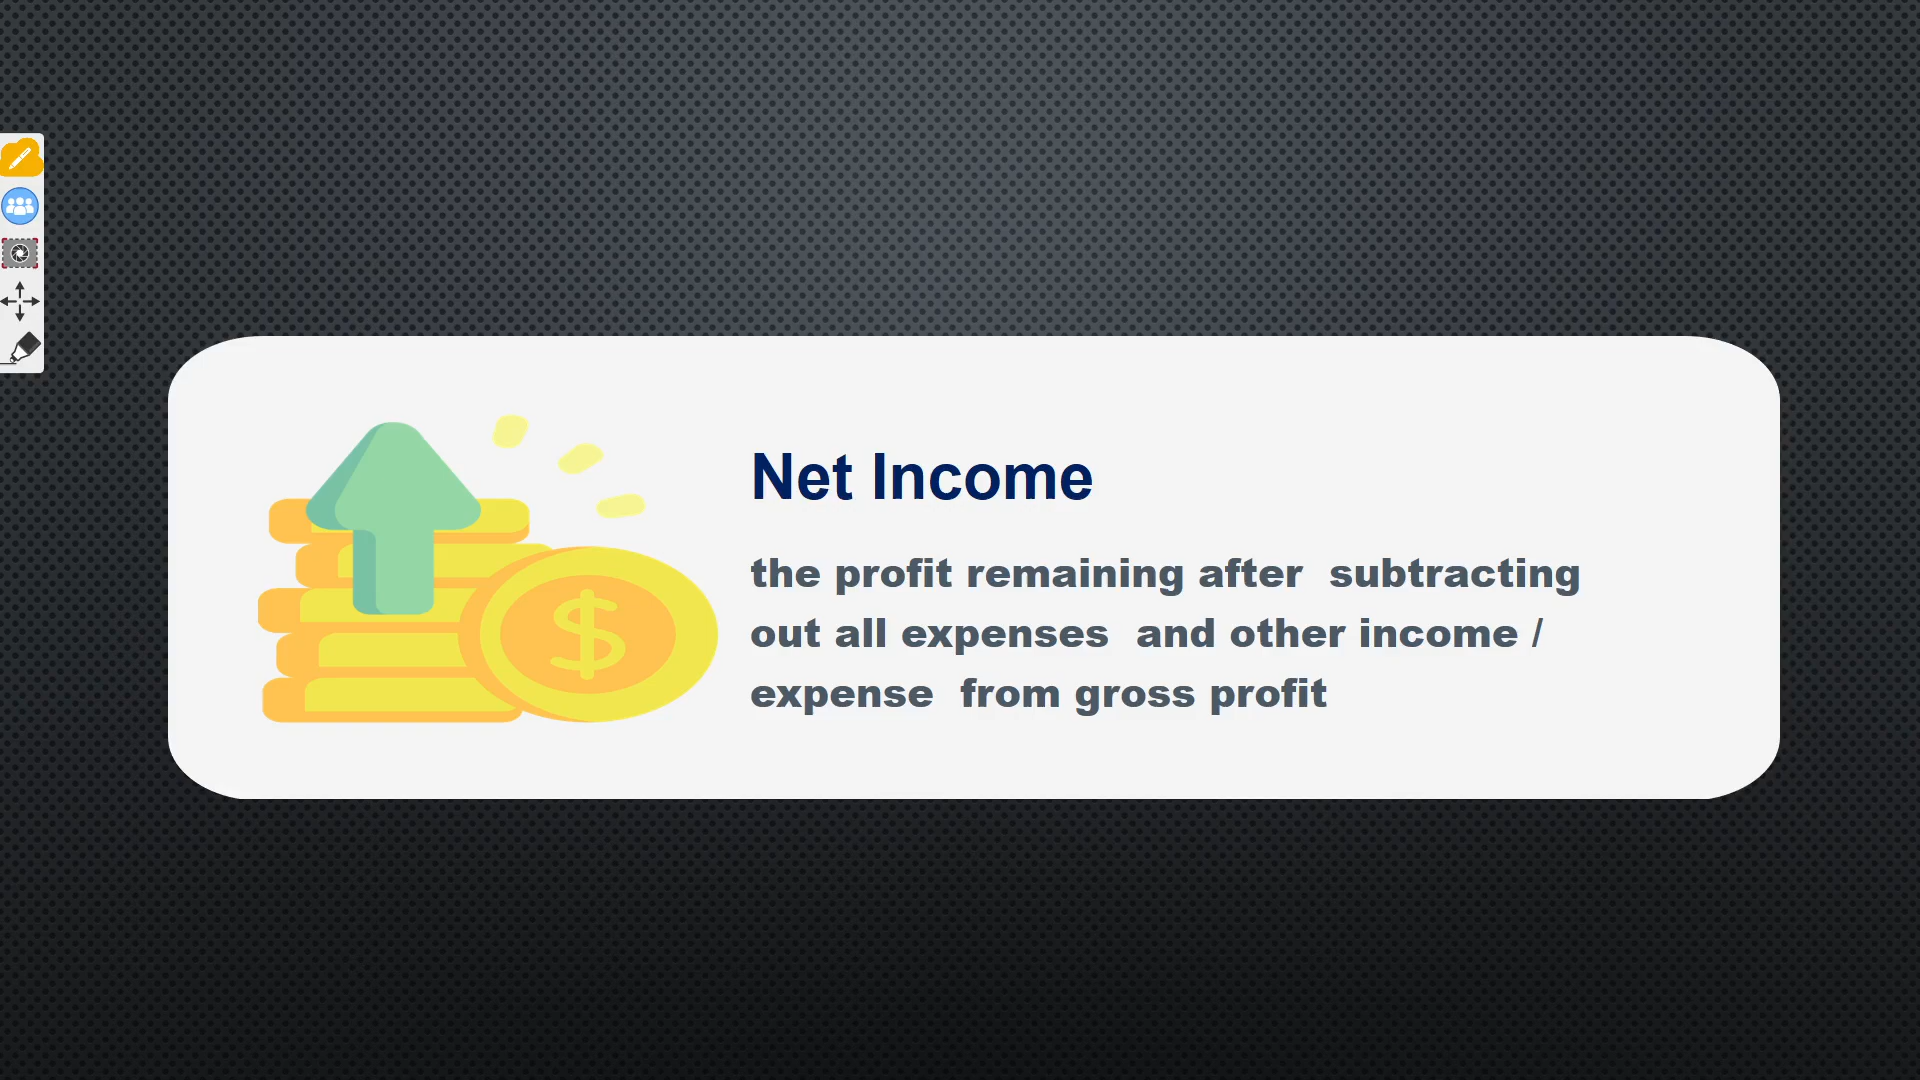 Net Income
the profit remaining after  subtracting
out all expenses  and other income /
expense  from gross profit
$